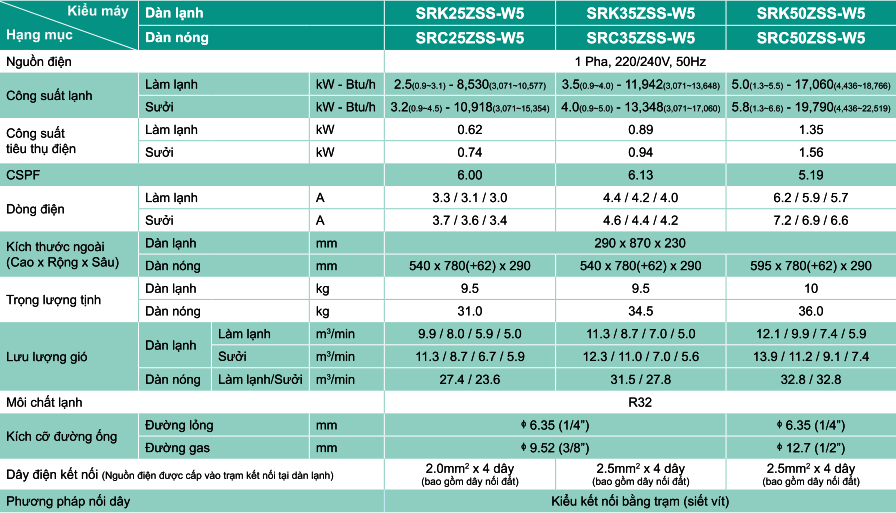 Kiểu máy Dàn lạnh SRK25ZSS-W5 SRK35ZSS-W5 SRK50ZSS-W5
Hạng mục Dàn nóng SRC25ZSS-W5 SRC35ZSS-W5 SRC50ZSS-W5
Nguồn điện 1 Pha, 220/240V, 50Hz
Công suất lạnh Làm lạnh kW - Btu/h 2.5(0.9~3.1) - 8,530(3,071~10,577) 3.5(0.9~4.0) - 11,942(3,071~13,648) 5.0(1.3~5.5) - 17,060(4,436~18,766)
Sưởi kW - Btu/h 3.2(0.9~4.5) - 10,918(3,071~15,354) 4.0(0.9~5.0) - 13,348(3,071~17,060) 5.8(1.3~6.6) - 19,790(4,436~22,519)
Công suất tiêu thụ điện Làm lạnh kW 0.62 0.89 1.35
Sưởi kW 0.74 0.94 1.56
CSPF 6.00 6.13 5.19
Dòng điện Làm lạnh A 3.3 / 3.1 / 3.0 4.4 / 4.2 / 4.0 6.2 / 5.9 / 5.7
Sưởi A 3.7 / 3.6 / 3.4 4.6 / 4.4 / 4.2 7.2 / 6.9 / 6.6
Kích thước ngoài (Cao x Rộng x Sâu) Dàn lạnh mm 290 x 870 x 230
Dàn nóng mm 540 x 780(+62) x 290 540 x 780(+62) x 290 595 x 780(+62) x 290
Trọng lượng tịnh Dàn lạnh kg 9.5 9.5 10
Dàn nóng kg 31.0 34.5 36.0
Lưu lượng gió Dàn lạnh Làm lạnh m³/min 9.9 / 8.0 / 5.9 / 5.0 11.3 / 8.7 / 7.0 / 5.0 12.1 / 9.9 / 7.4 / 5.9
Sưởi m³/min 11.3 / 8.7 / 6.7 / 5.9 12.3 / 11.0 / 7.0 / 5.6 13.9 / 11.2 / 9.1 / 7.4
Dàn nóng Làm lạnh/Sưởi m³/min 27.4 / 23.6 31.5 / 27.8 32.8 / 32.8
Môi chất lạnh R32
Kích cỡ đường ống Đường lỏng mm ϕ 6.35 (1/4”) ϕ 6.35 (1/4”)
Đường gas mm ϕ 9.52 (3/8”) ϕ 12.7 (1/2”)
Dây điện kết nối (Nguồn điện được cấp vào trạm kết nối tại dàn lạnh) 2.0mm² x 4 dây 2.5mm² x 4 dây 2.5mm² x 4 dây
(bao gồm dây nối đất) (bao gồm dây nối đất) (bao gồm dây nối đất)
Phương pháp nối dây Kiểu kết nối bằng trạm (siết vít)